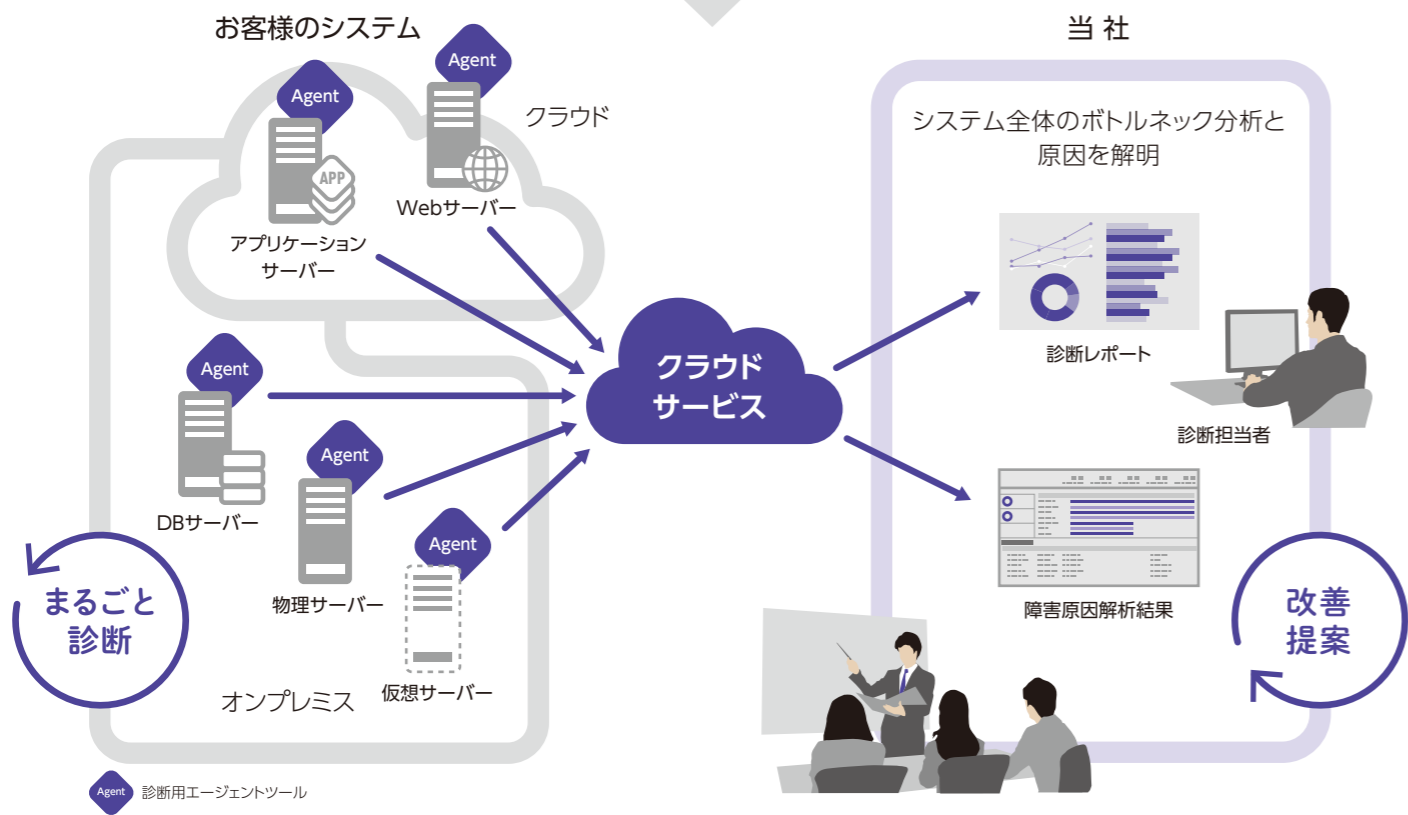 お客様のシステム
Agent
Agent
クラウド
APP
Webサーバー
アプリケーション
サーバー
Agent
DBサーバー
Agent
物理サーバー
Agent
仮想サーバー
オンプレミス
まるごと
診断
Agent
診断用エージェントツール
クラウド
サービス
当 社
システム全体のボトルネック分析と
原因を解明
診断レポート
診断担当者
障害原因解析結果
改善
提案